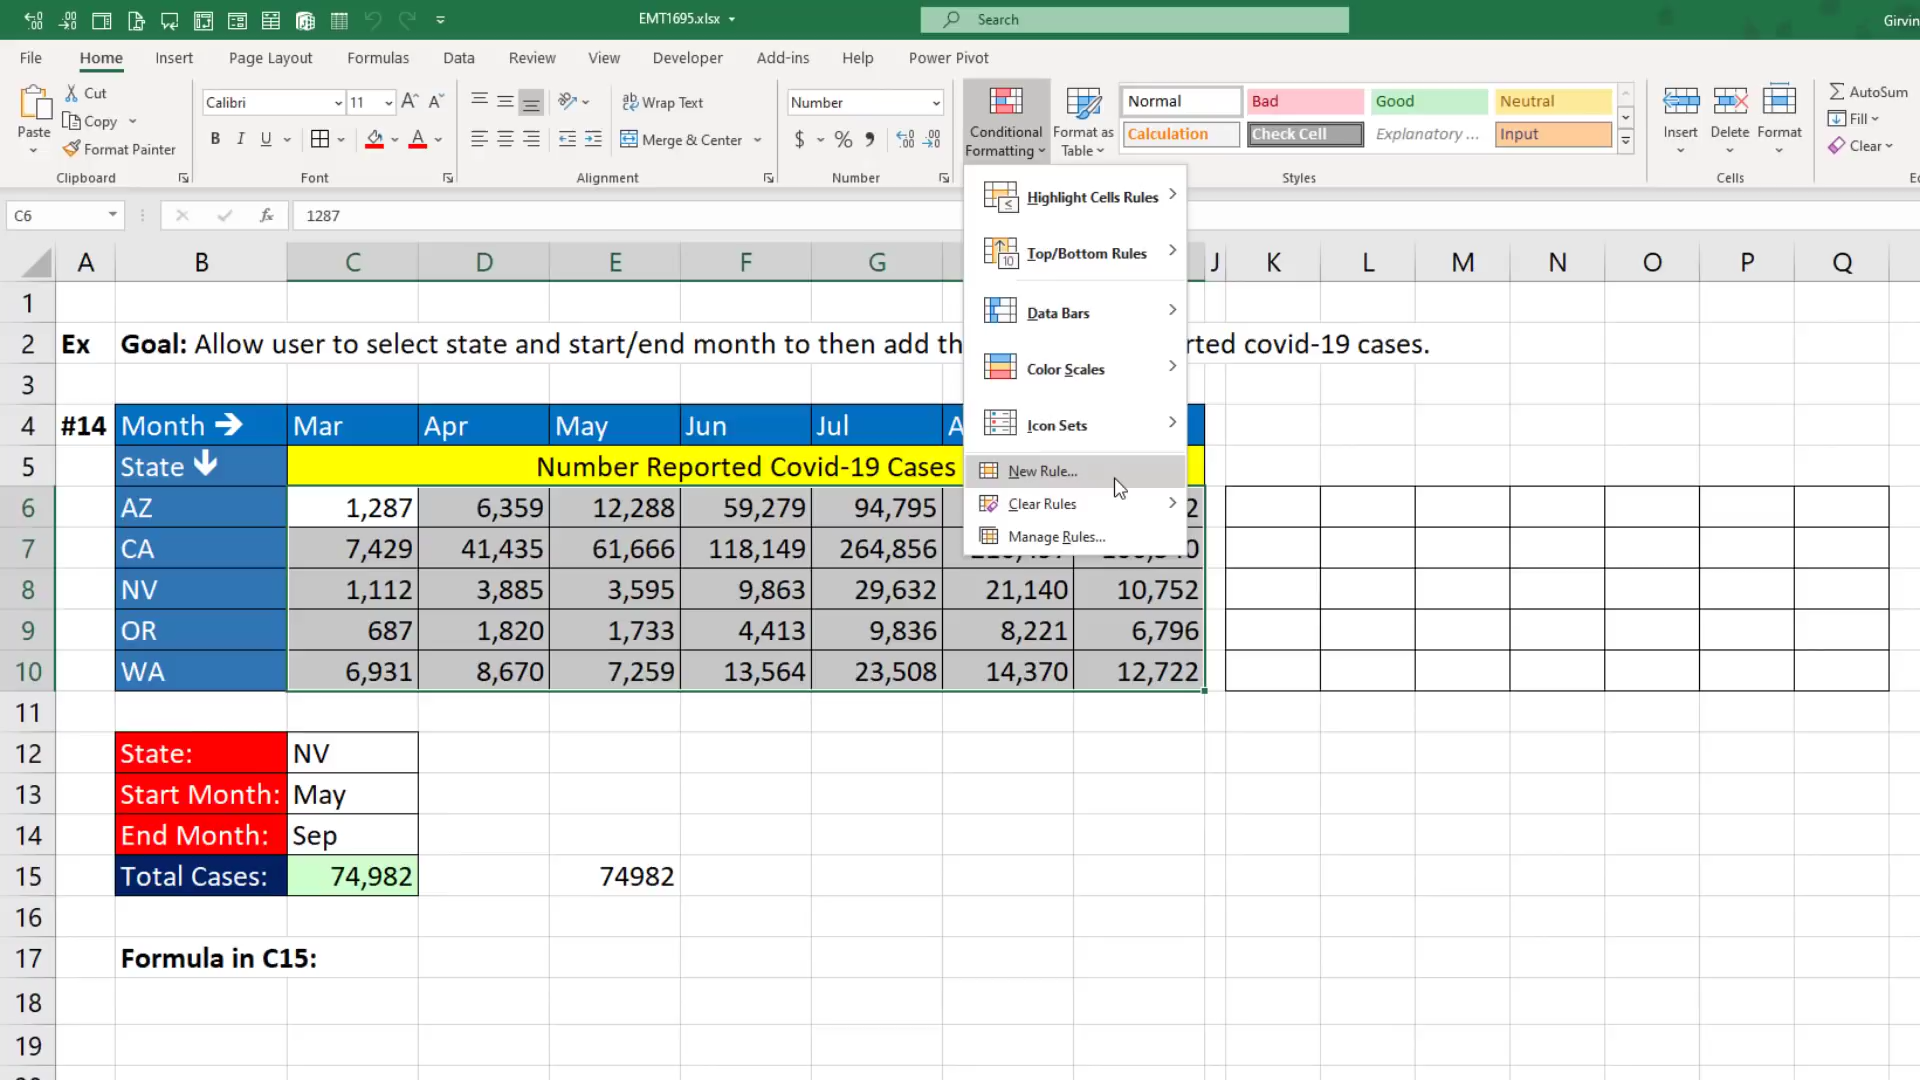 EMT1695.xlsx
Search
Girvin
File Home Insert Page Layout Formulas Data Review View Developer Add-ins Help Power Pivot
Paste
Cut
Copy
Format Painter
Clipboard
Calibri 11
B I U
Font
Wrap Text
Merge & Center
Alignment
Number
$ % 9
Number
Conditional Formatting
Format as Table
Normal Bad Good Neutral
Calculation Check Cell Explanatory ... Input
Styles
Insert Delete Format
Cells
AutoSum
Fill
Clear
C6 fx 1287
Highlight Cells Rules
Top/Bottom Rules
Data Bars
Color Scales
Icon Sets
New Rule...
Clear Rules
Manage Rules...
A B C D E F G J K L M N O P Q
1
2 Ex Goal: Allow user to select state and start/end month to then add th rted covid-19 cases.
3
4 #14 Month → Mar Apr May Jun Jul A
5 State ↓ Number Reported Covid-19 Cases
6 AZ 1,287 6,359 12,288 59,279 94,795 2
7 CA 7,429 41,435 61,666 118,149 264,856
8 NV 1,112 3,885 3,595 9,863 29,632 21,140 10,752
9 OR 687 1,820 1,733 4,413 9,836 8,221 6,796
10 WA 6,931 8,670 7,259 13,564 23,508 14,370 12,722
11
12 State: NV
13 Start Month: May
14 End Month: Sep
15 Total Cases: 74,982 74982
16
17 Formula in C15:
18
19